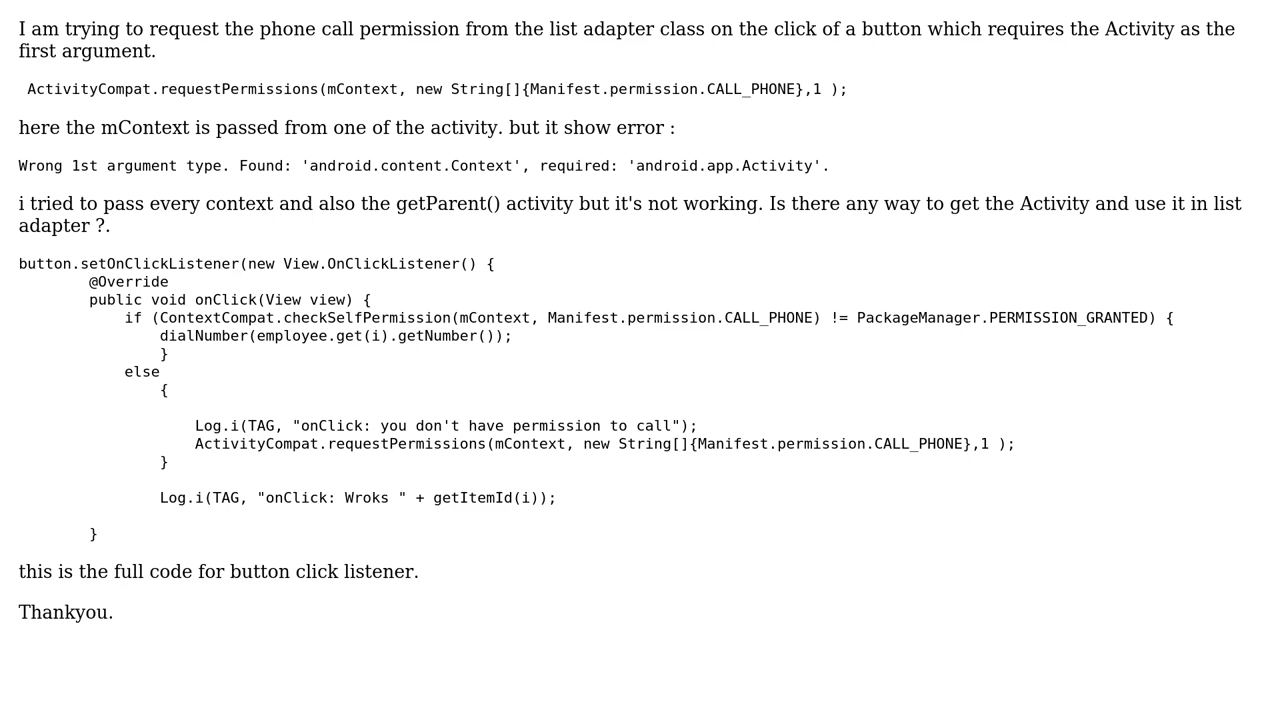 I am trying to request the phone call permission from the list adapter class on the click of a button which requires the Activity as the
first argument.
ActivityCompat.requestPermissions(mContext, new String[]{Manifest.permission.CALL_PHONE},1 );
here the mContext is passed from one of the activity. but it show error :
Wrong 1st argument type. Found: 'android.content.Context', required: 'android.app.Activity'.
i tried to pass every context and also the getParent() activity but it's not working. Is there any way to get the Activity and use it in list
adapter ?.
button.setOnClickListener(new View.OnClickListener() {
        @Override
        public void onClick(View view) {
            if (ContextCompat.checkSelfPermission(mContext, Manifest.permission.CALL_PHONE) != PackageManager.PERMISSION_GRANTED) {
                dialNumber(employee.get(i).getNumber());
                }
            else
                {
                    Log.i(TAG, "onClick: you don't have permission to call");
                    ActivityCompat.requestPermissions(mContext, new String[]{Manifest.permission.CALL_PHONE},1 );
                }
                Log.i(TAG, "onClick: Wroks " + getItemId(i));
        }
this is the full code for button click listener.
Thankyou.